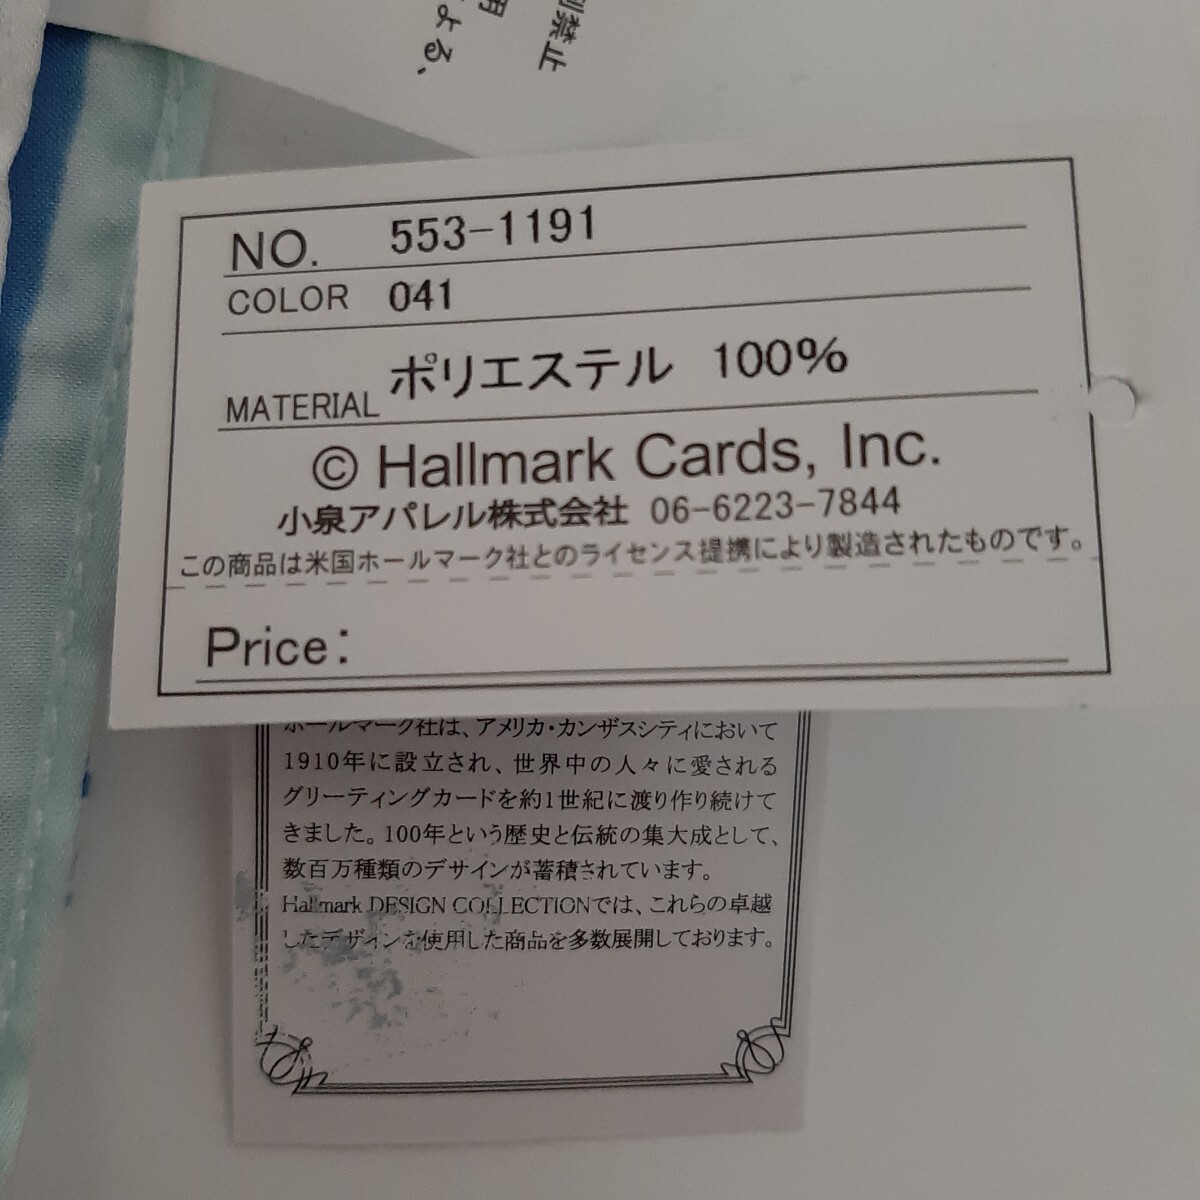 用
よる、
別禁止
NO. 553-1191
COLOR 041
MATERIAL ポリエステル 100%
© Hallmark Cards, Inc.
小泉アパレル株式会社 06-6223-7844
この商品は米国ホールマーク社とのライセンス提携により製造されたものです。
Price:
ホールマーク社は、アメリカ・カンザスシティにおいて
1910年に設立され、世界中の人々に愛される
グリーティングカードを約1世紀に渡り作り続けて
きました。100年という歴史と伝統の集大成として、
数百万種類のデザインが蓄積されています。
Hallmark DESIGN COLLECTIONでは、これらの卓越
したデザインを使用した商品を多数展開しております。